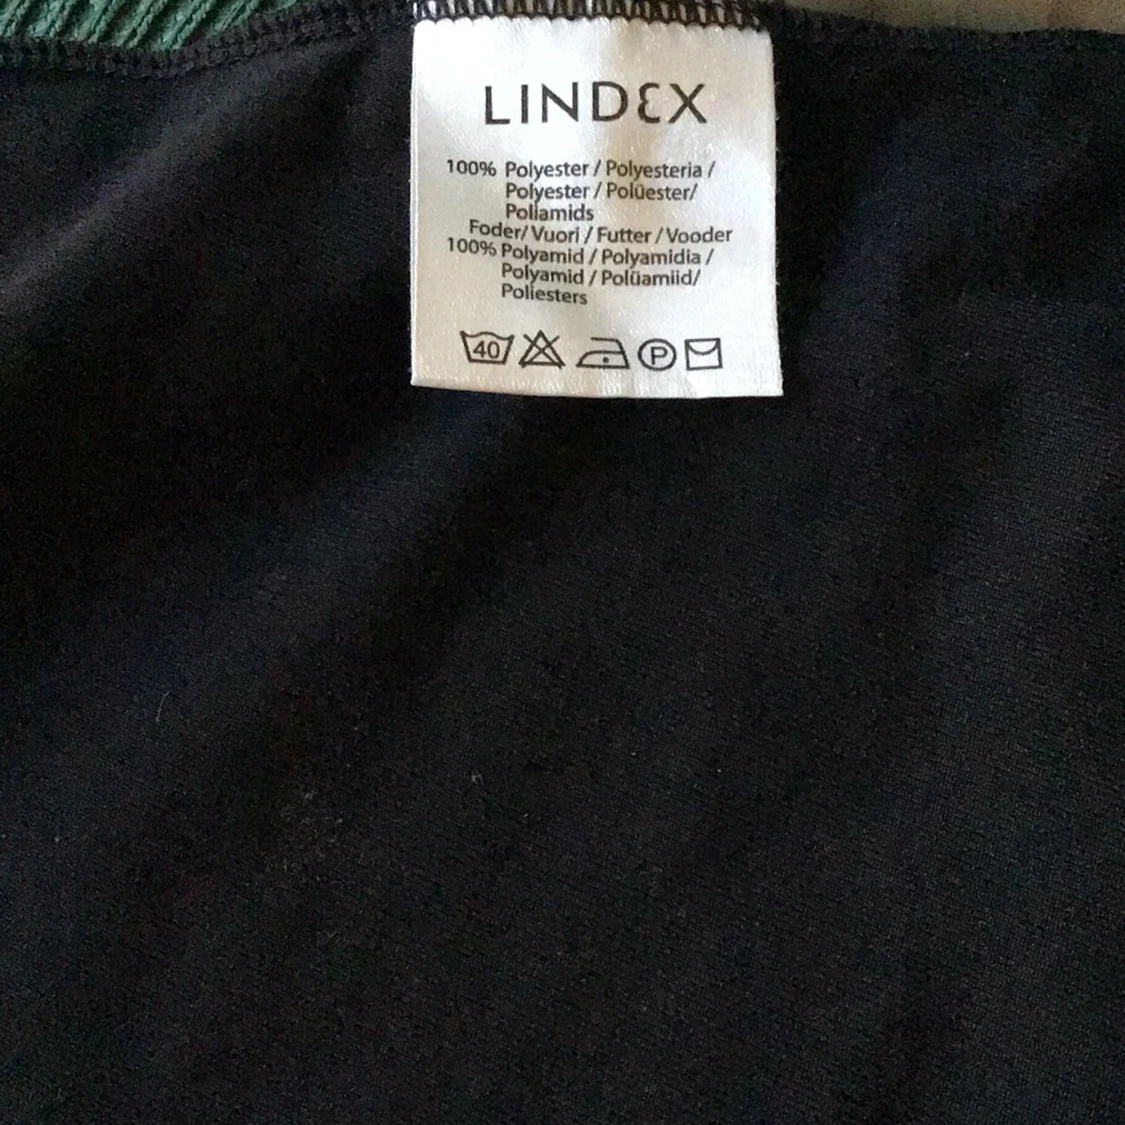 LINDEX
100% Polyester / Polyesteria /
Polyester / Polüester/
Poliamids
Foder/ Vuori / Futter / Vooder
100% Polyamid / Polyamidia /
Polyamid / Polüamiid/
Poliesters
40 P